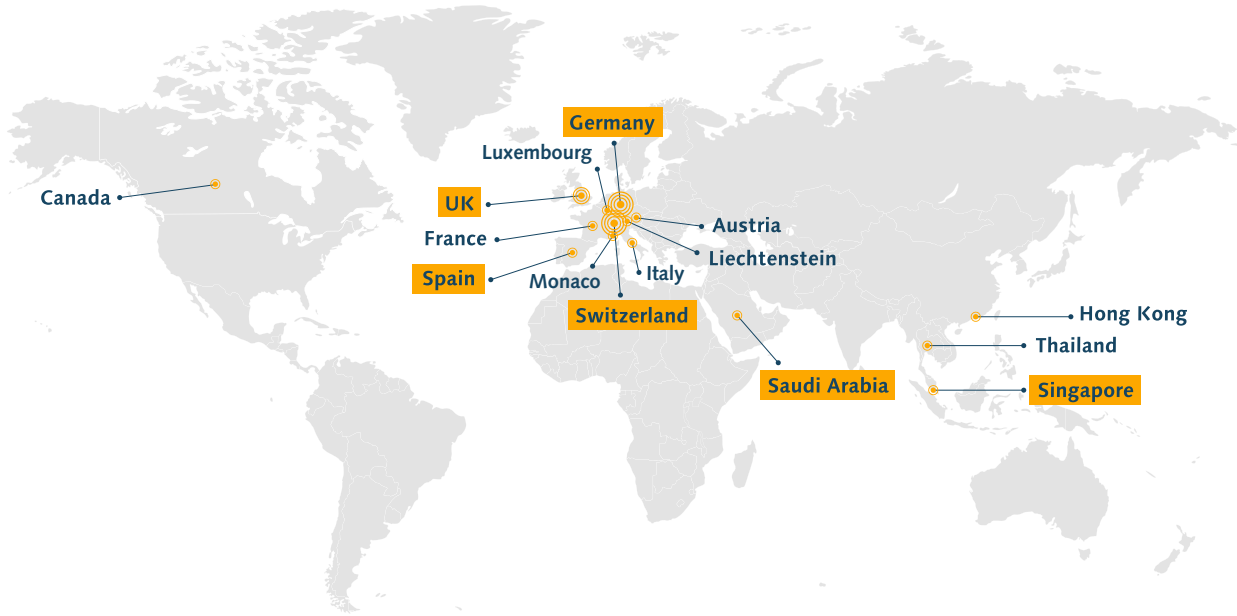 Germany
Luxembourg
Canada
UK
Austria
France
Liechtenstein
Spain
Monaco
Italy
Switzerland
Hong Kong
Thailand
Saudi Arabia
Singapore